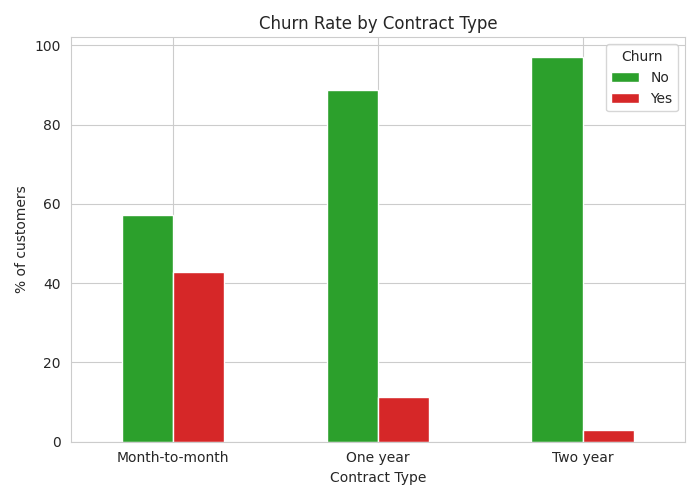 Churn Rate by Contract Type
100
80
60
40
20
0
% of customers
Churn
No
Yes
Month-to-month
One year
Two year
Contract Type